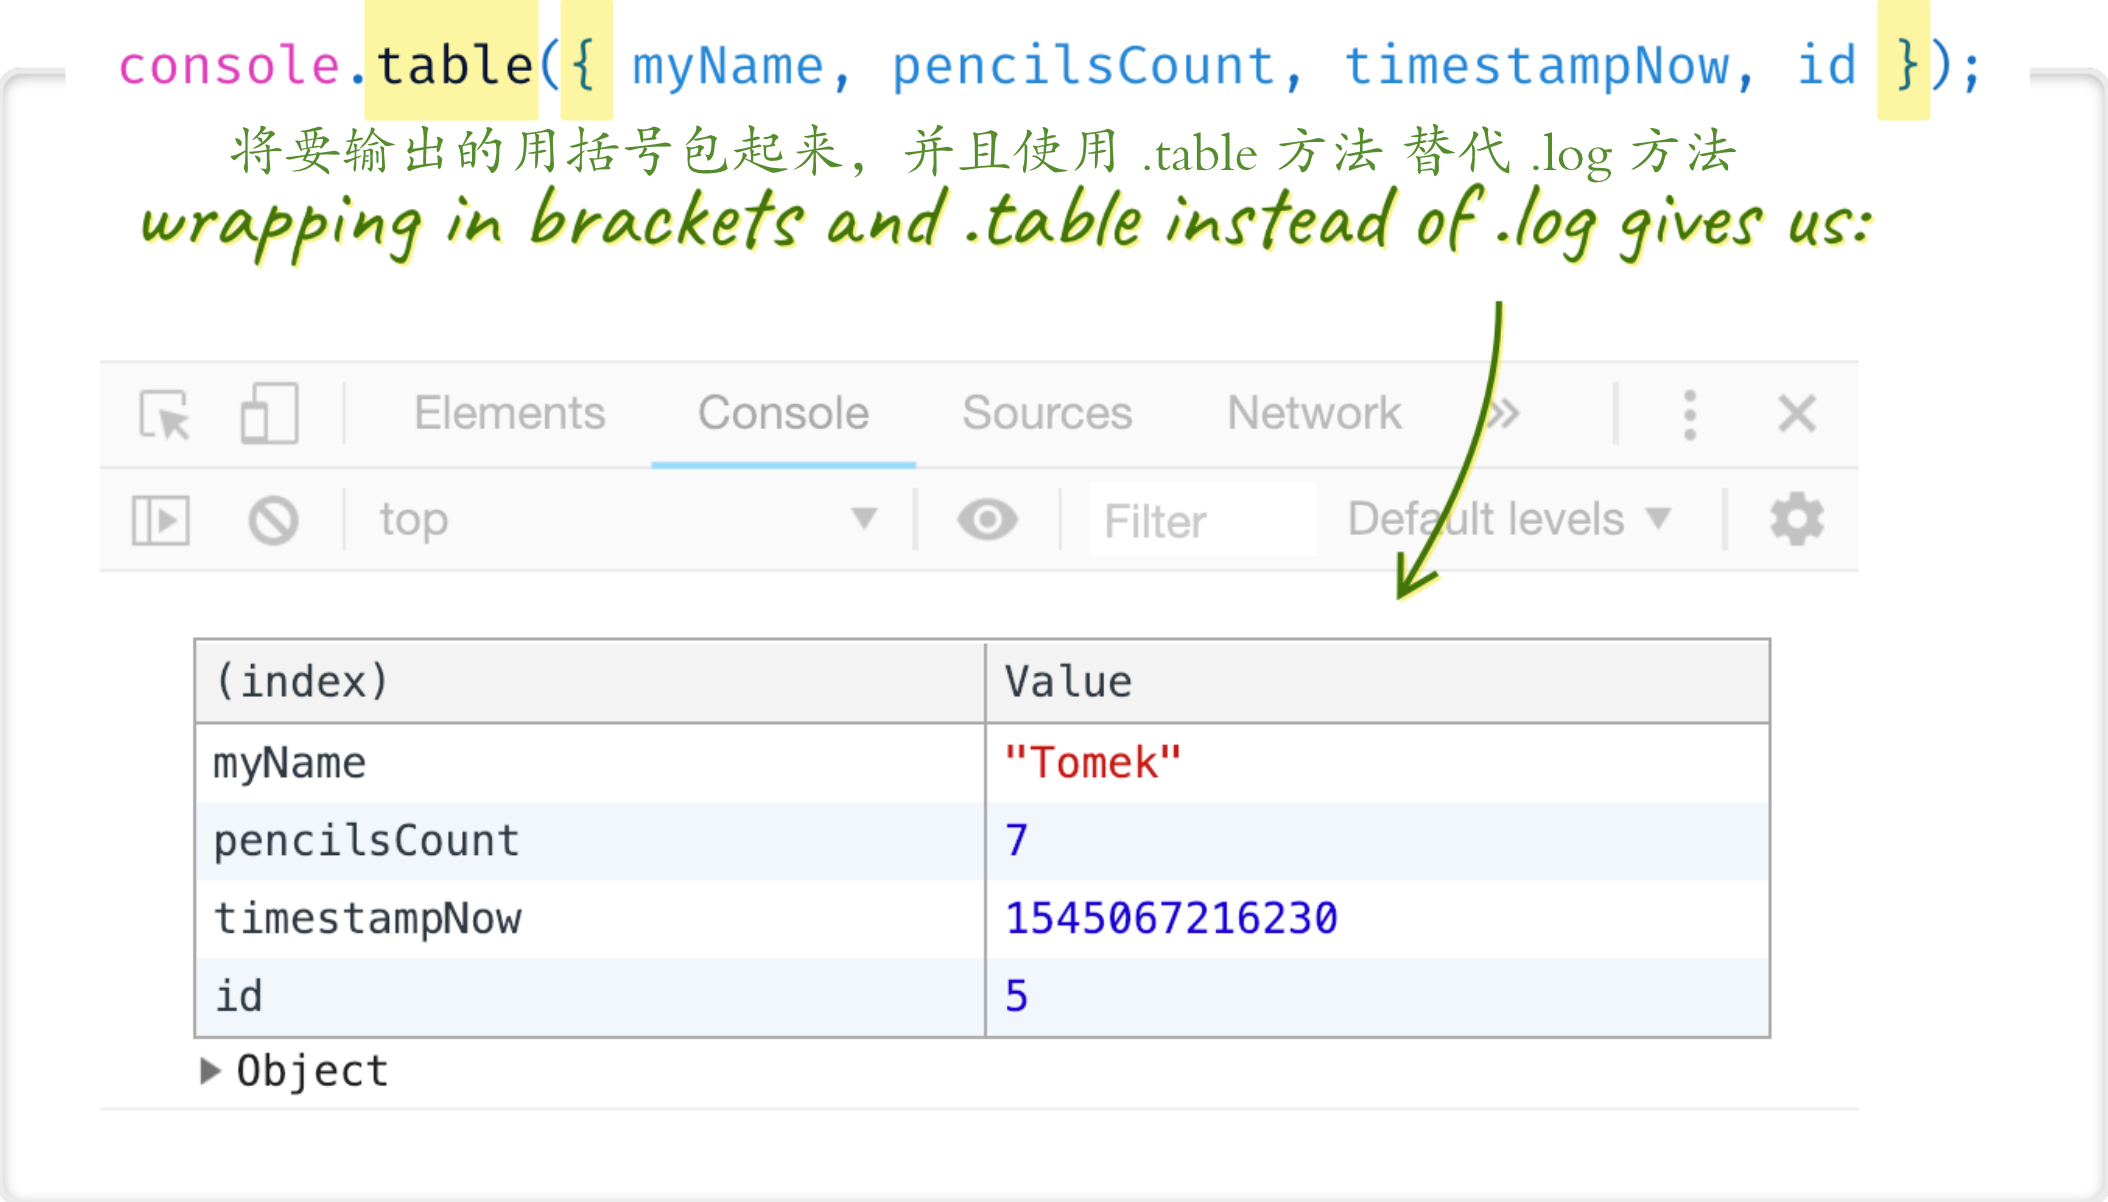 console.table({ myName, pencilsCount, timestampNow, id });
将要输出的用括号包起来，并且使用 .table 方法 替代 .log 方法
wrapping in brackets and .table instead of .log gives us:
Elements Console Sources Network »
top Filter Default levels
(index) Value
myName "Tomek"
pencilsCount 7
timestampNow 1545067216230
id 5
Object